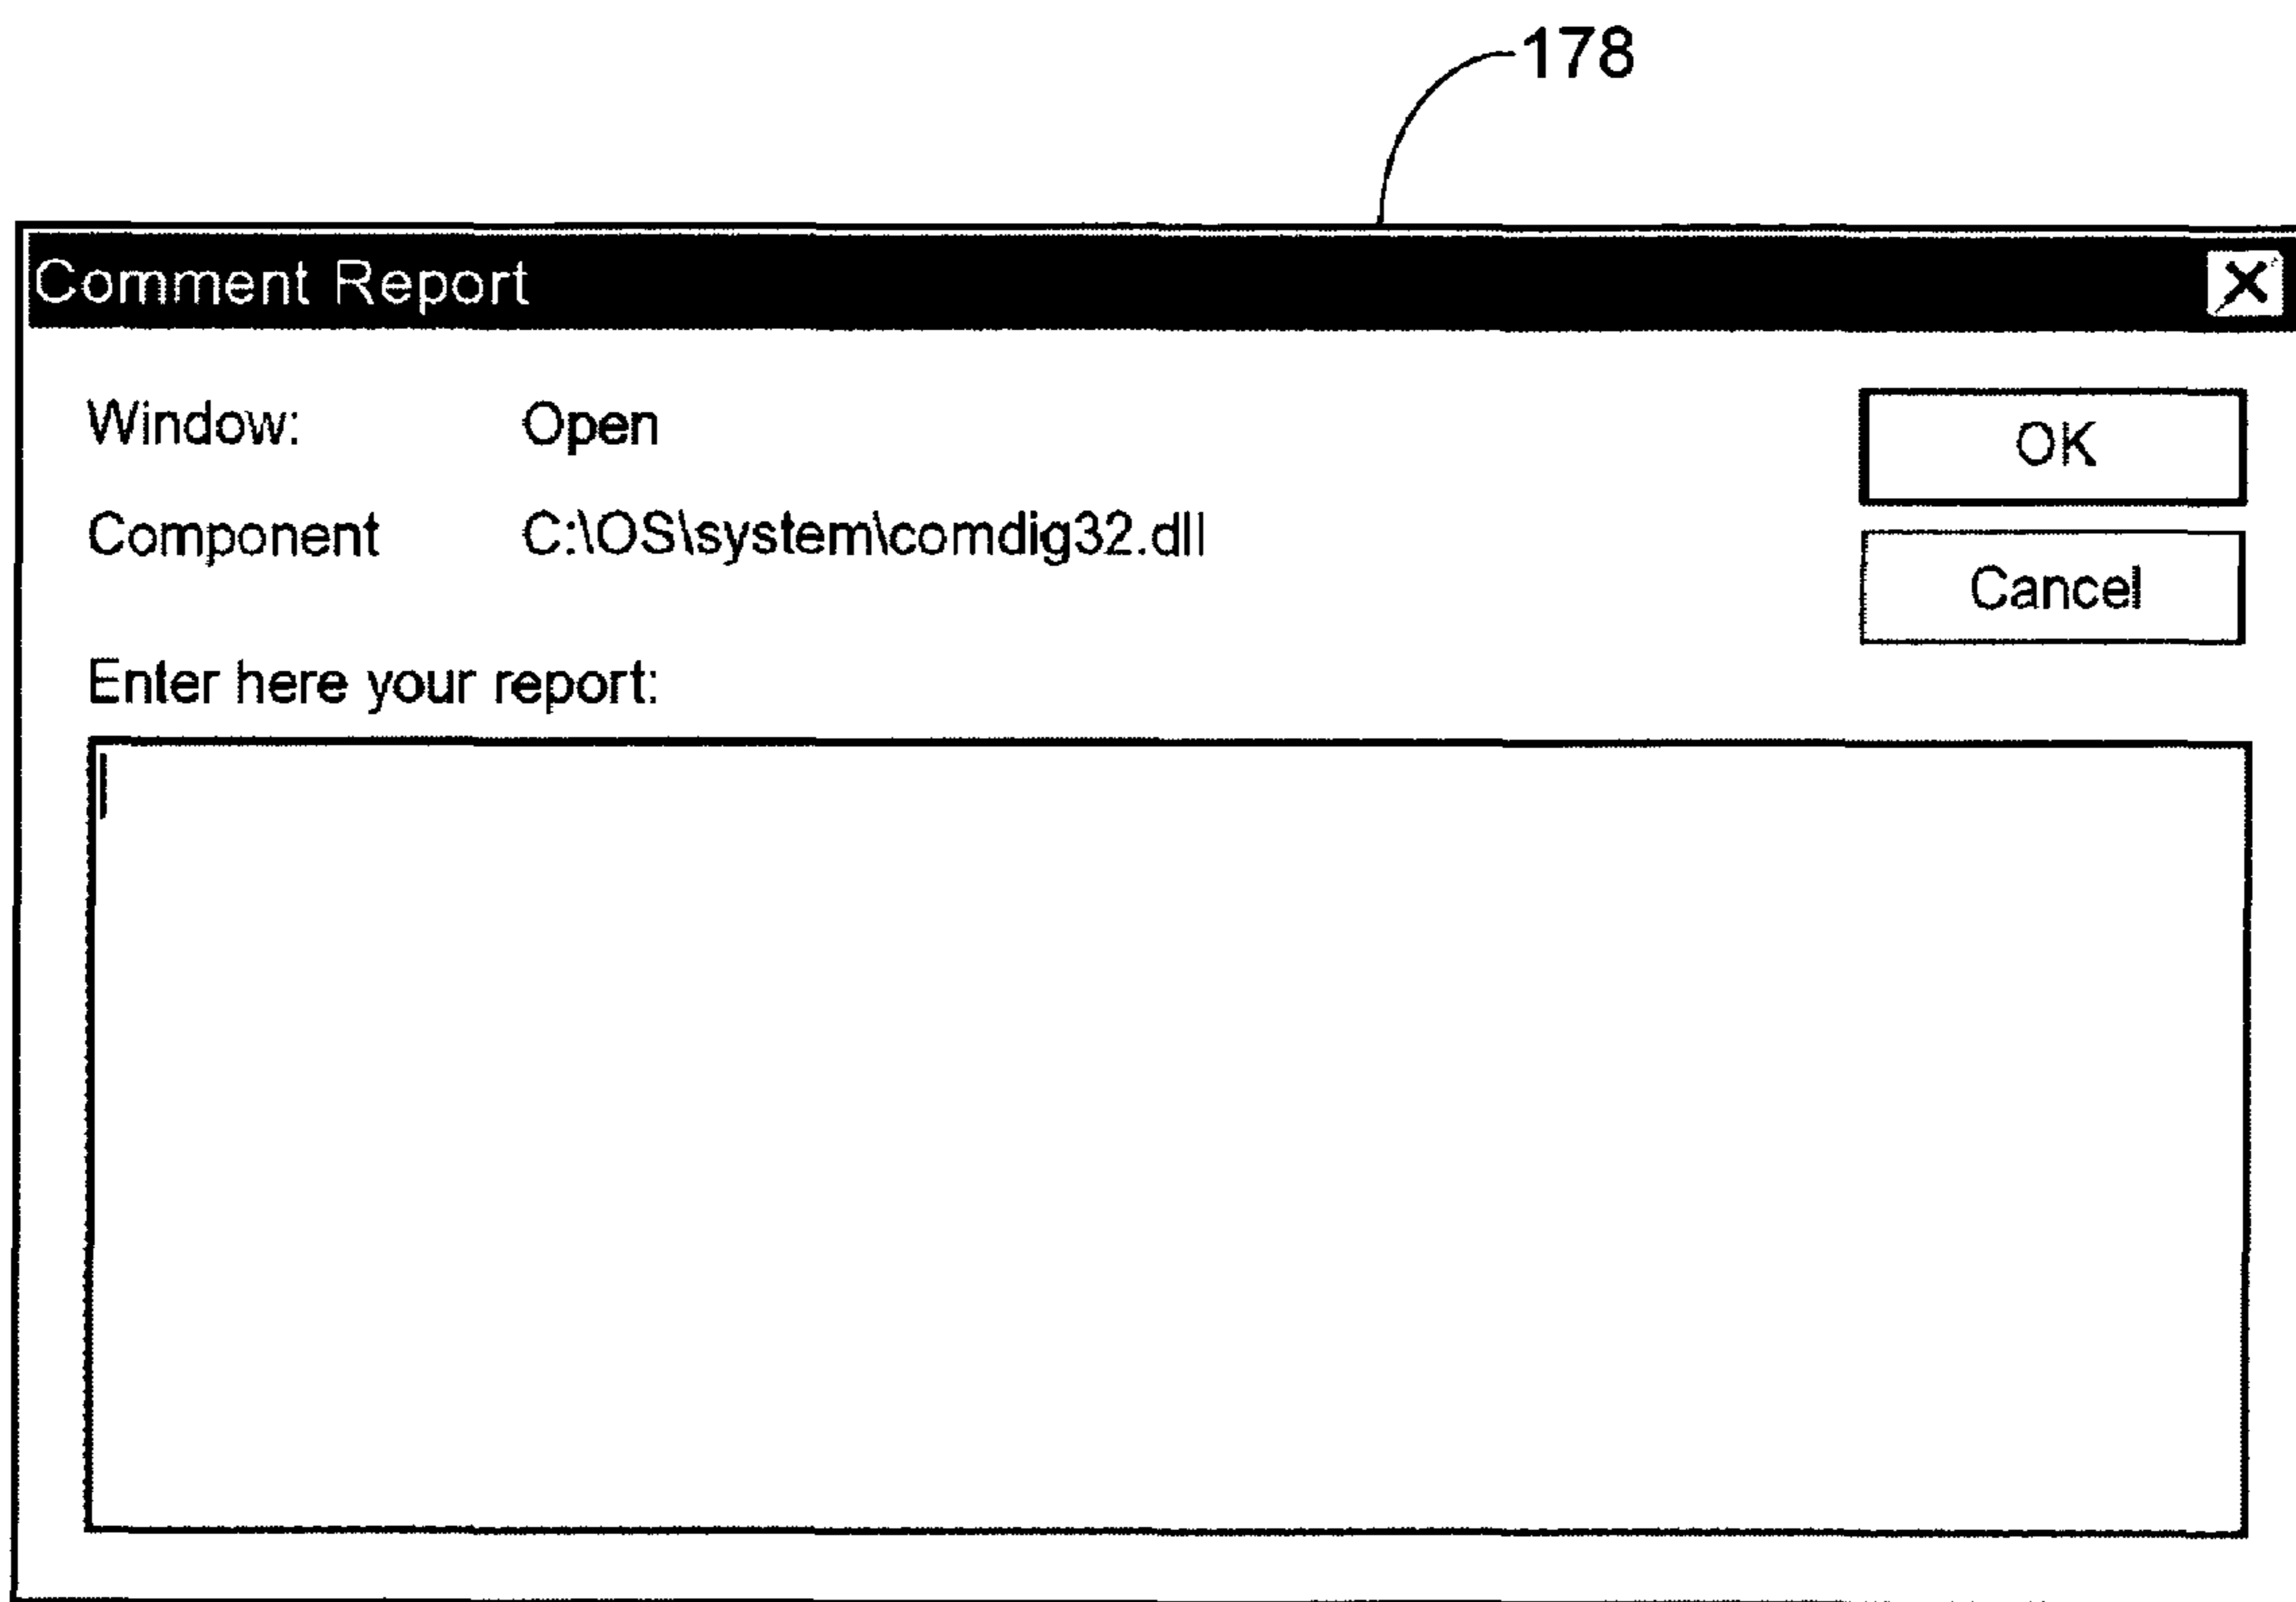 178
Comment Report
Window: Open
OK
Component C:\OS\system\comdig32.dll
Cancel
Enter here your report: